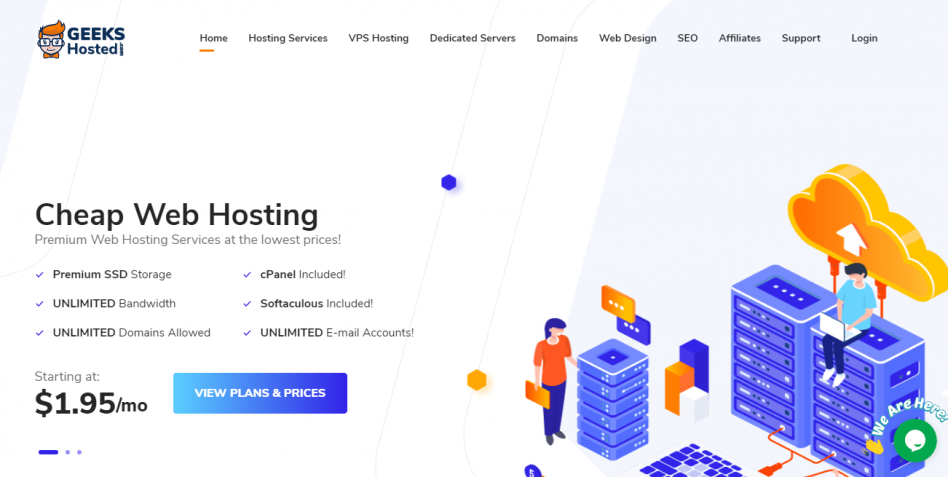 GEEKS
Hosted
Home Hosting Services VPS Hosting Dedicated Servers Domains Web Design SEO Affiliates Support Login
Cheap Web Hosting
Premium Web Hosting Services at the lowest prices!
Premium SSD Storage cPanel Included!
UNLIMITED Bandwidth Softaculous Included!
UNLIMITED Domains Allowed UNLIMITED E-mail Accounts!
Starting at:
$1.95/mo
VIEW PLANS & PRICES
We Are Here!